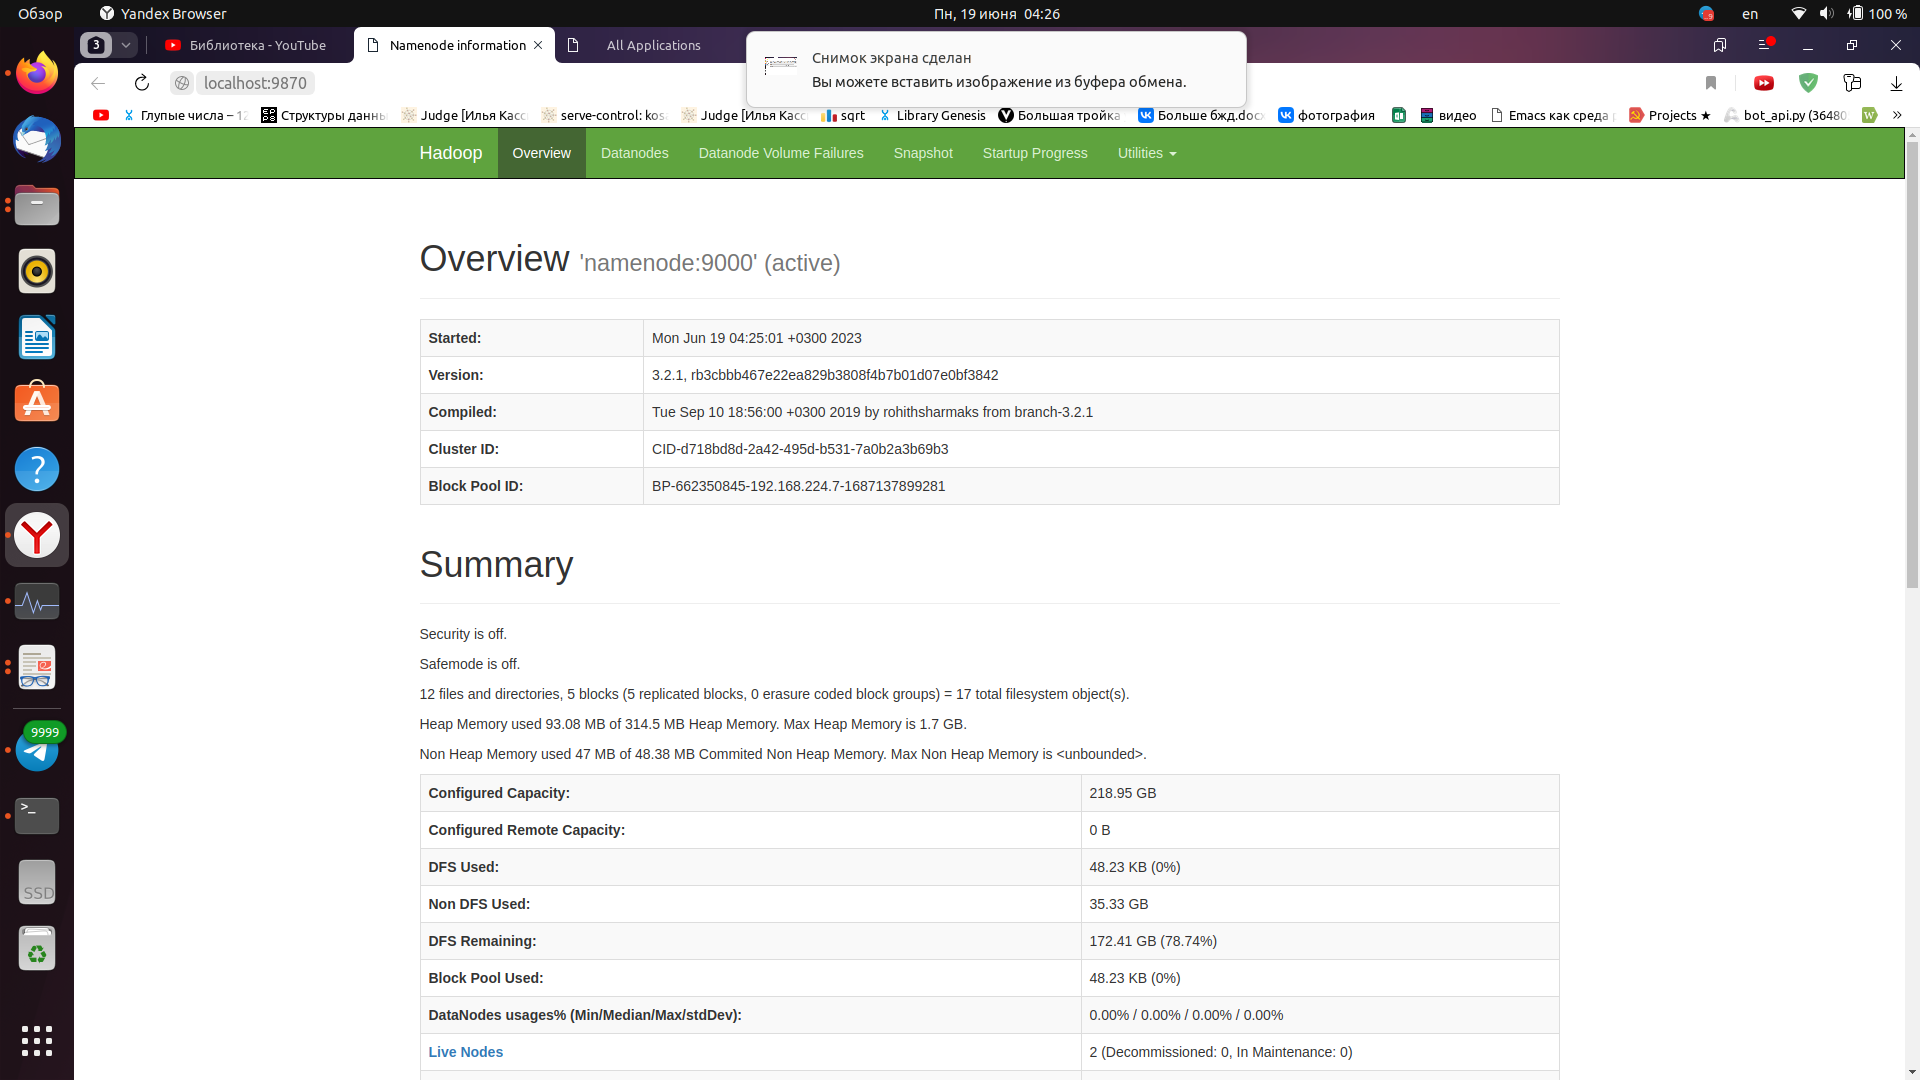 Обзор
Yandex Browser
Пн, 19 июня 04:26
en
100 %
3
Библиотека - YouTube
Namenode information
All Applications
Снимок экрана сделан
Вы можете вставить изображение из буфера обмена.
localhost:9870
Глупые числа – 12
Структуры данны
Judge [Илья Касс
serve-control: kos
Judge [Илья Касс
sqrt
Library Genesis
Большая тройка
Больше бжд.docx
фотография
видео
Emacs как среда р
Projects ★
bot_api.py (36480
»
Hadoop
Overview
Datanodes
Datanode Volume Failures
Snapshot
Startup Progress
Utilities
Overview 'namenode:9000' (active)
Started: Mon Jun 19 04:25:01 +0300 2023
Version: 3.2.1, rb3cbbb467e22ea829b3808f4b7b01d07e0bf3842
Compiled: Tue Sep 10 18:56:00 +0300 2019 by rohithsharmaks from branch-3.2.1
Cluster ID: CID-d718bd8d-2a42-495d-b531-7a0b2a3b69b3
Block Pool ID: BP-662350845-192.168.224.7-1687137899281
Summary
Security is off.
Safemode is off.
12 files and directories, 5 blocks (5 replicated blocks, 0 erasure coded block groups) = 17 total filesystem object(s).
Heap Memory used 93.08 MB of 314.5 MB Heap Memory. Max Heap Memory is 1.7 GB.
Non Heap Memory used 47 MB of 48.38 MB Commited Non Heap Memory. Max Non Heap Memory is <unbounded>.
Configured Capacity: 218.95 GB
Configured Remote Capacity: 0 B
DFS Used: 48.23 KB (0%)
Non DFS Used: 35.33 GB
DFS Remaining: 172.41 GB (78.74%)
Block Pool Used: 48.23 KB (0%)
DataNodes usages% (Min/Median/Max/stdDev): 0.00% / 0.00% / 0.00% / 0.00%
Live Nodes 2 (Decommissioned: 0, In Maintenance: 0)
9999
SSD